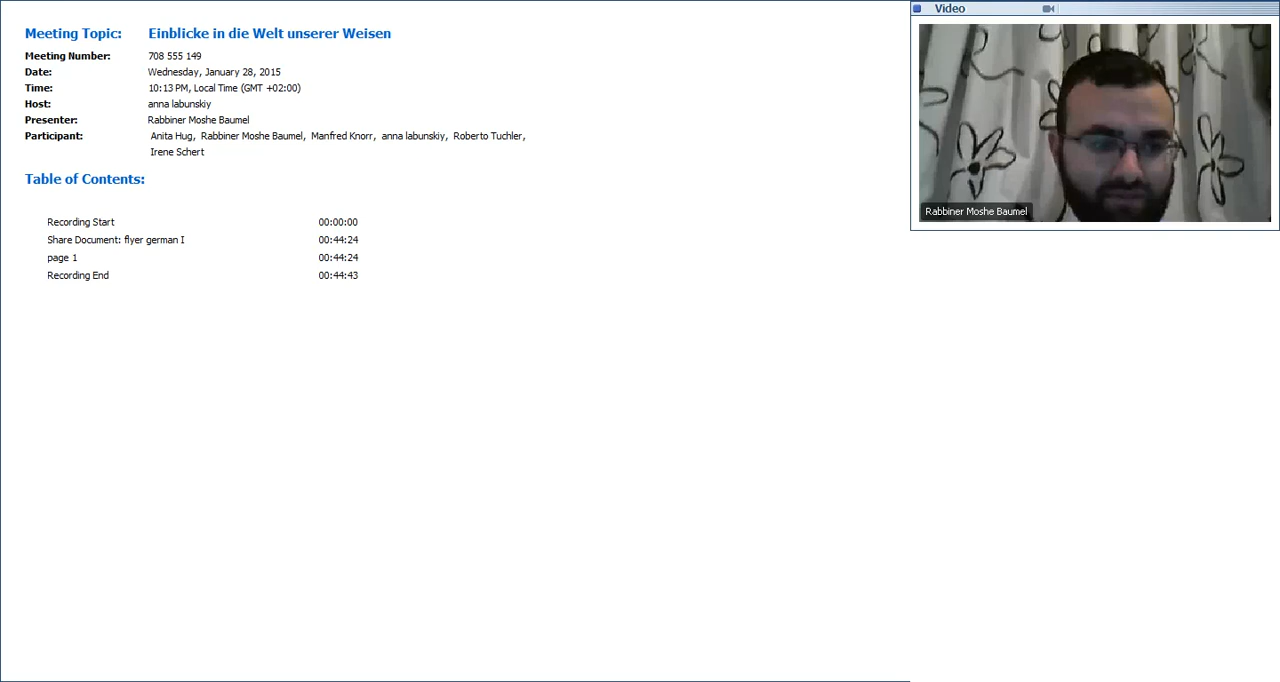 Meeting Topic: Einblicke in die Welt unserer Weisen
Meeting Number: 708 555 149
Date: Wednesday, January 28, 2015
Time: 10:13 PM, Local Time (GMT +02:00)
Host: anna labunskiy
Presenter: Rabbiner Moshe Baumel
Participant: Anita Hug, Rabbiner Moshe Baumel, Manfred Knorr, anna labunskiy, Roberto Tuchler,
Irene Schert
Table of Contents:
Recording Start 00:00:00
Share Document: flyer german I 00:44:24
page 1 00:44:24
Recording End 00:44:43
Video
Rabbiner Moshe Baumel